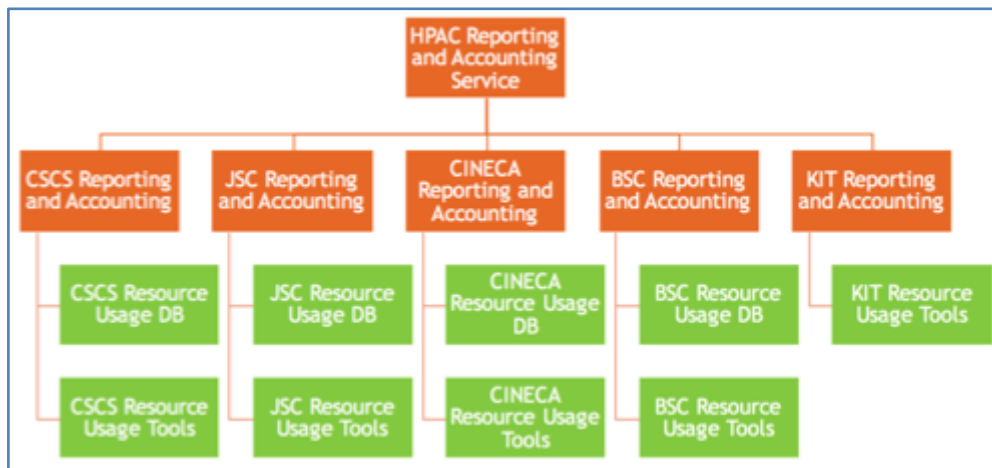 HPAC Reporting
and Accounting
Service
CSCS Reporting
and Accounting
JSC Reporting
and Accounting
CINECA
Reporting and
Accounting
BSC Reporting
and Accounting
KIT Reporting
and Accounting
CSCS Resource
Usage DB
JSC Resource
Usage DB
CINECA
Resource Usage
DB
BSC Resource
Usage DB
KIT Resource
Usage Tools
CSCS Resource
Usage Tools
JSC Resource
Usage Tools
CINECA
Resource Usage
Tools
BSC Resource
Usage Tools